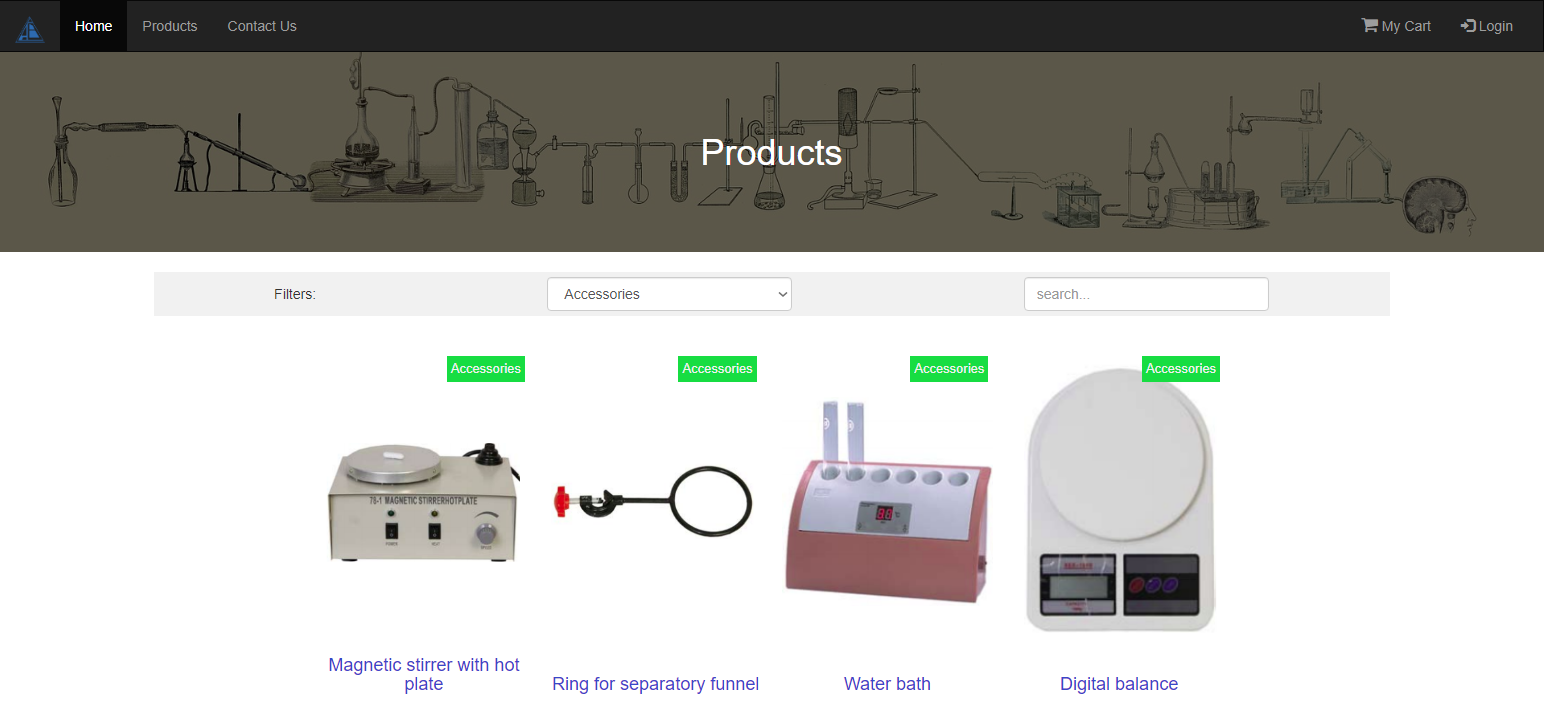 Home Products Contact Us My Cart Login
Products
Filters: Accessories search...
Accessories Accessories Accessories Accessories
78-1 MAGNETIC STIRRERHOTPLATE
Magnetic stirrer with hot
plate
Ring for separatory funnel
Water bath
Digital balance